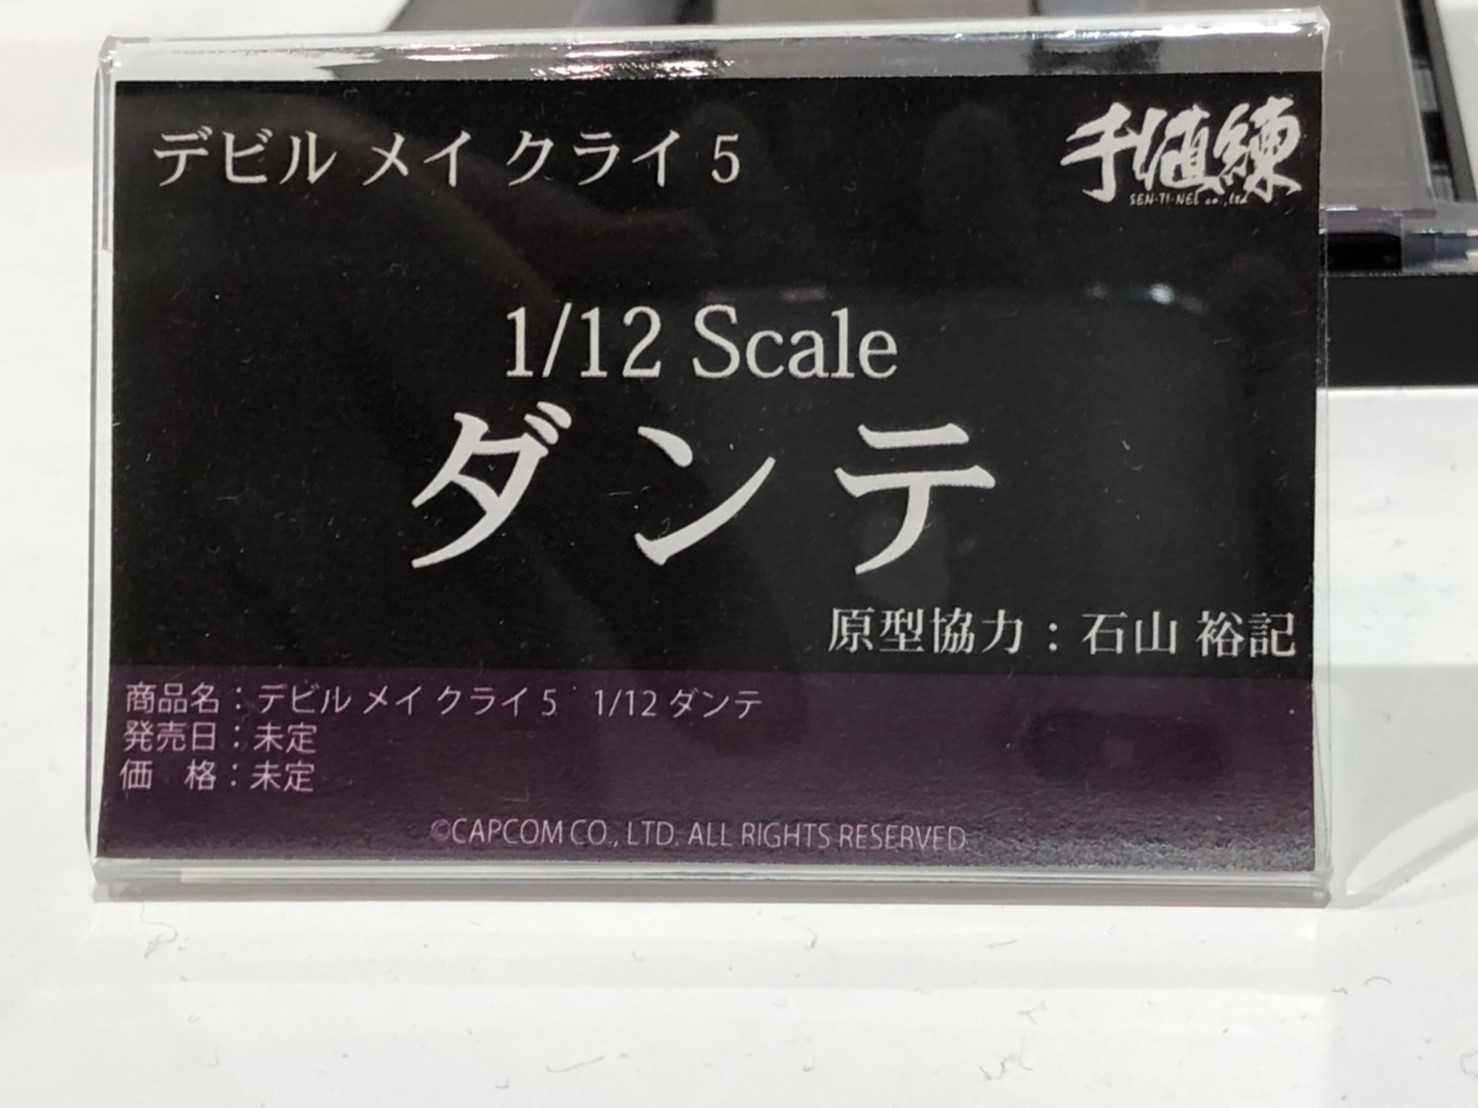 デビル メイ クライ 5
千値練
SEN-TI-NEL co.,ltd
1/12 Scale
ダンテ
原型協力：石山 裕記
商品名：デビル メイ クライ 5　1/12 ダンテ
発売日：未定
価　格：未定
©CAPCOM CO., LTD. ALL RIGHTS RESERVED